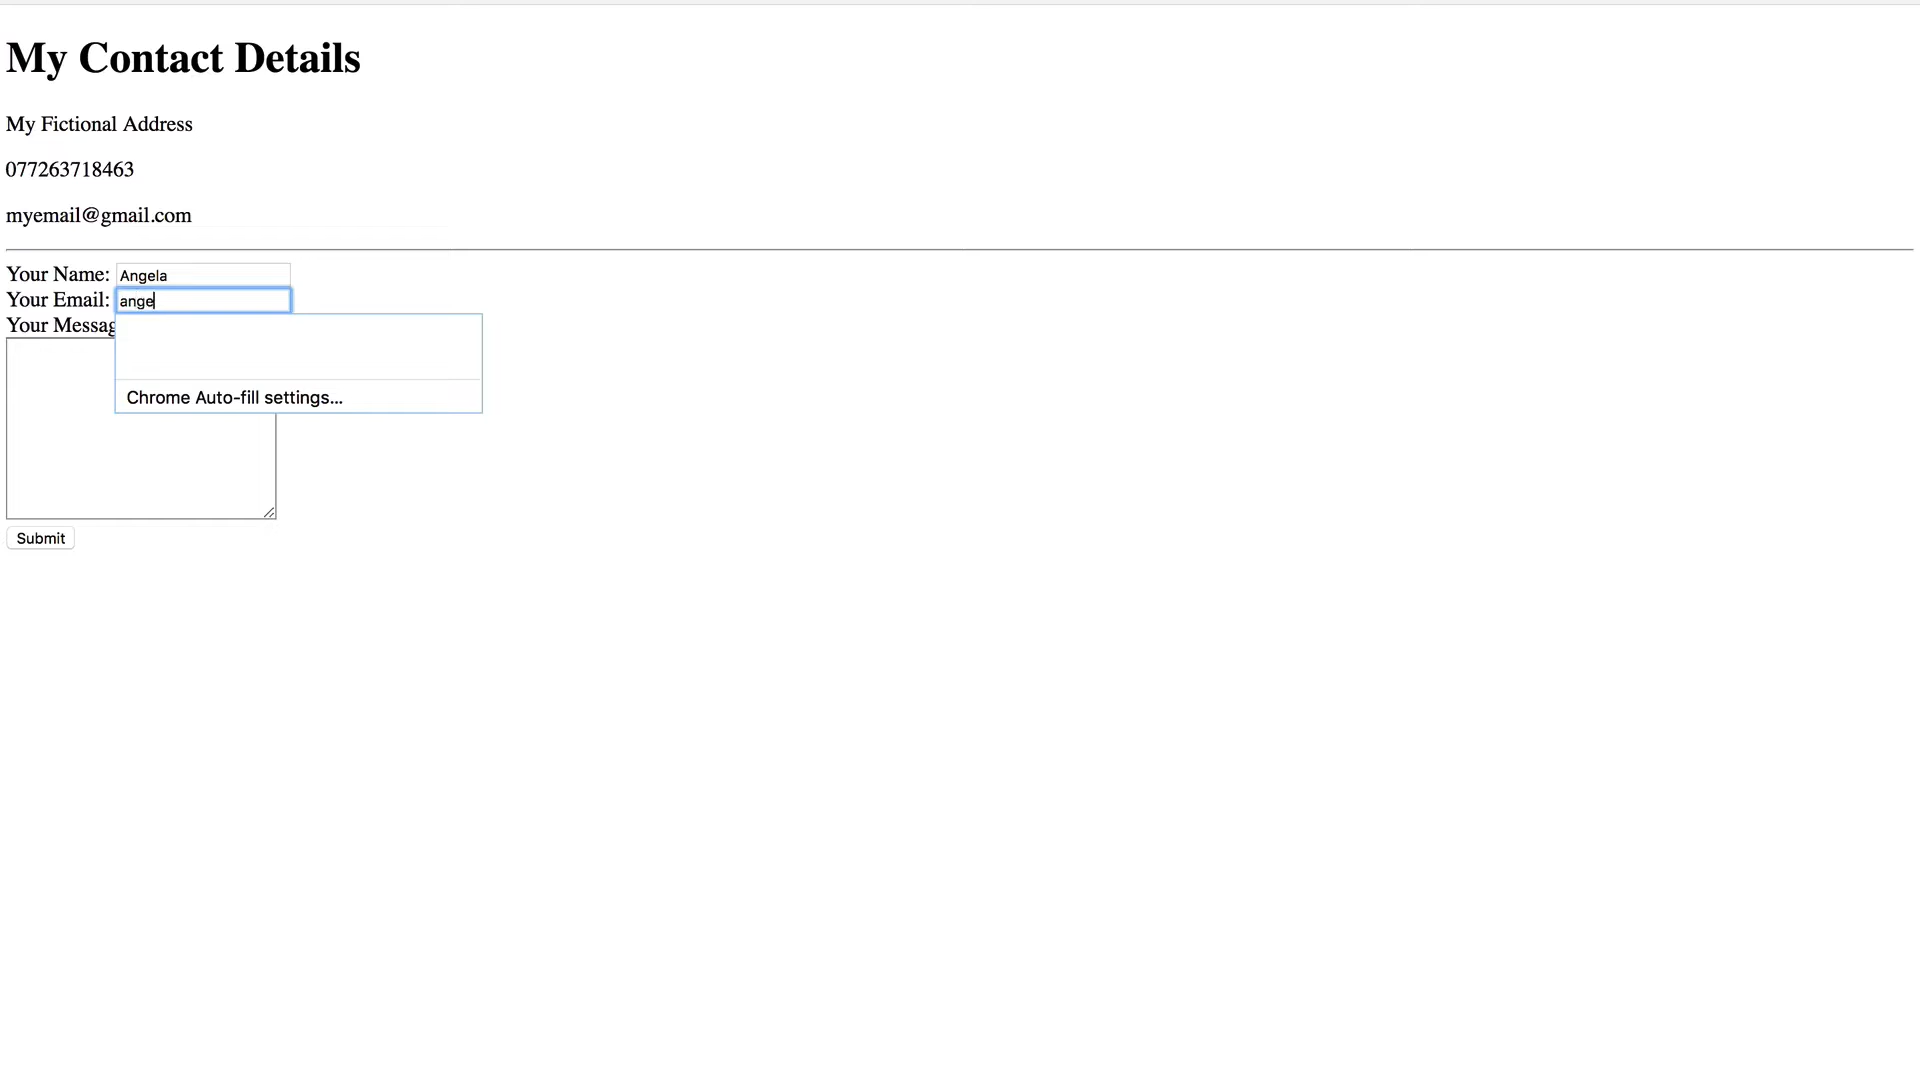 My Contact Details
My Fictional Address
077263718463
myemail@gmail.com
Your Name: Angela
Your Email: ange
Your Messag
Chrome Auto-fill settings...
Submit